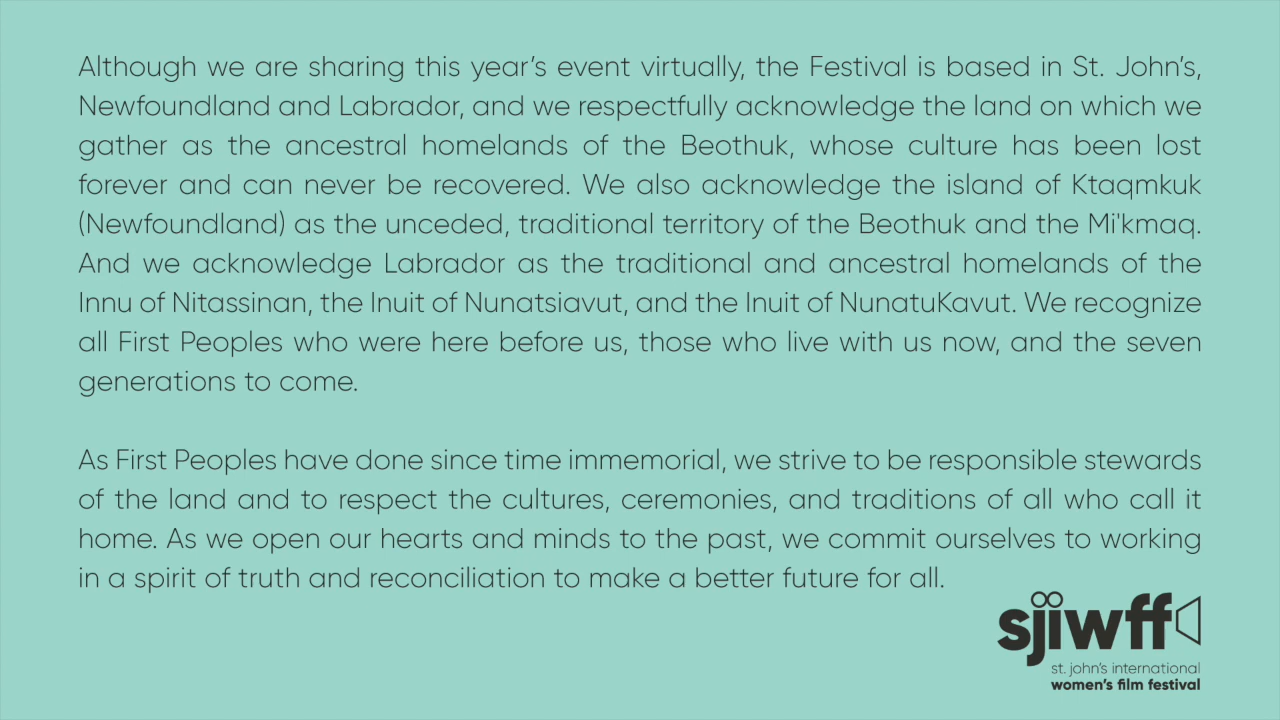 Although we are sharing this year’s event virtually, the Festival is based in St. John’s,
Newfoundland and Labrador, and we respectfully acknowledge the land on which we
gather as the ancestral homelands of the Beothuk, whose culture has been lost
forever and can never be recovered. We also acknowledge the island of Ktaqmkuk
(Newfoundland) as the unceded, traditional territory of the Beothuk and the Mi'kmaq.
And we acknowledge Labrador as the traditional and ancestral homelands of the
Innu of Nitassinan, the Inuit of Nunatsiavut, and the Inuit of NunatuKavut. We recognize
all First Peoples who were here before us, those who live with us now, and the seven
generations to come.
As First Peoples have done since time immemorial, we strive to be responsible stewards
of the land and to respect the cultures, ceremonies, and traditions of all who call it
home. As we open our hearts and minds to the past, we commit ourselves to working
in a spirit of truth and reconciliation to make a better future for all.
sjiwff
st. john’s international
women’s film festival